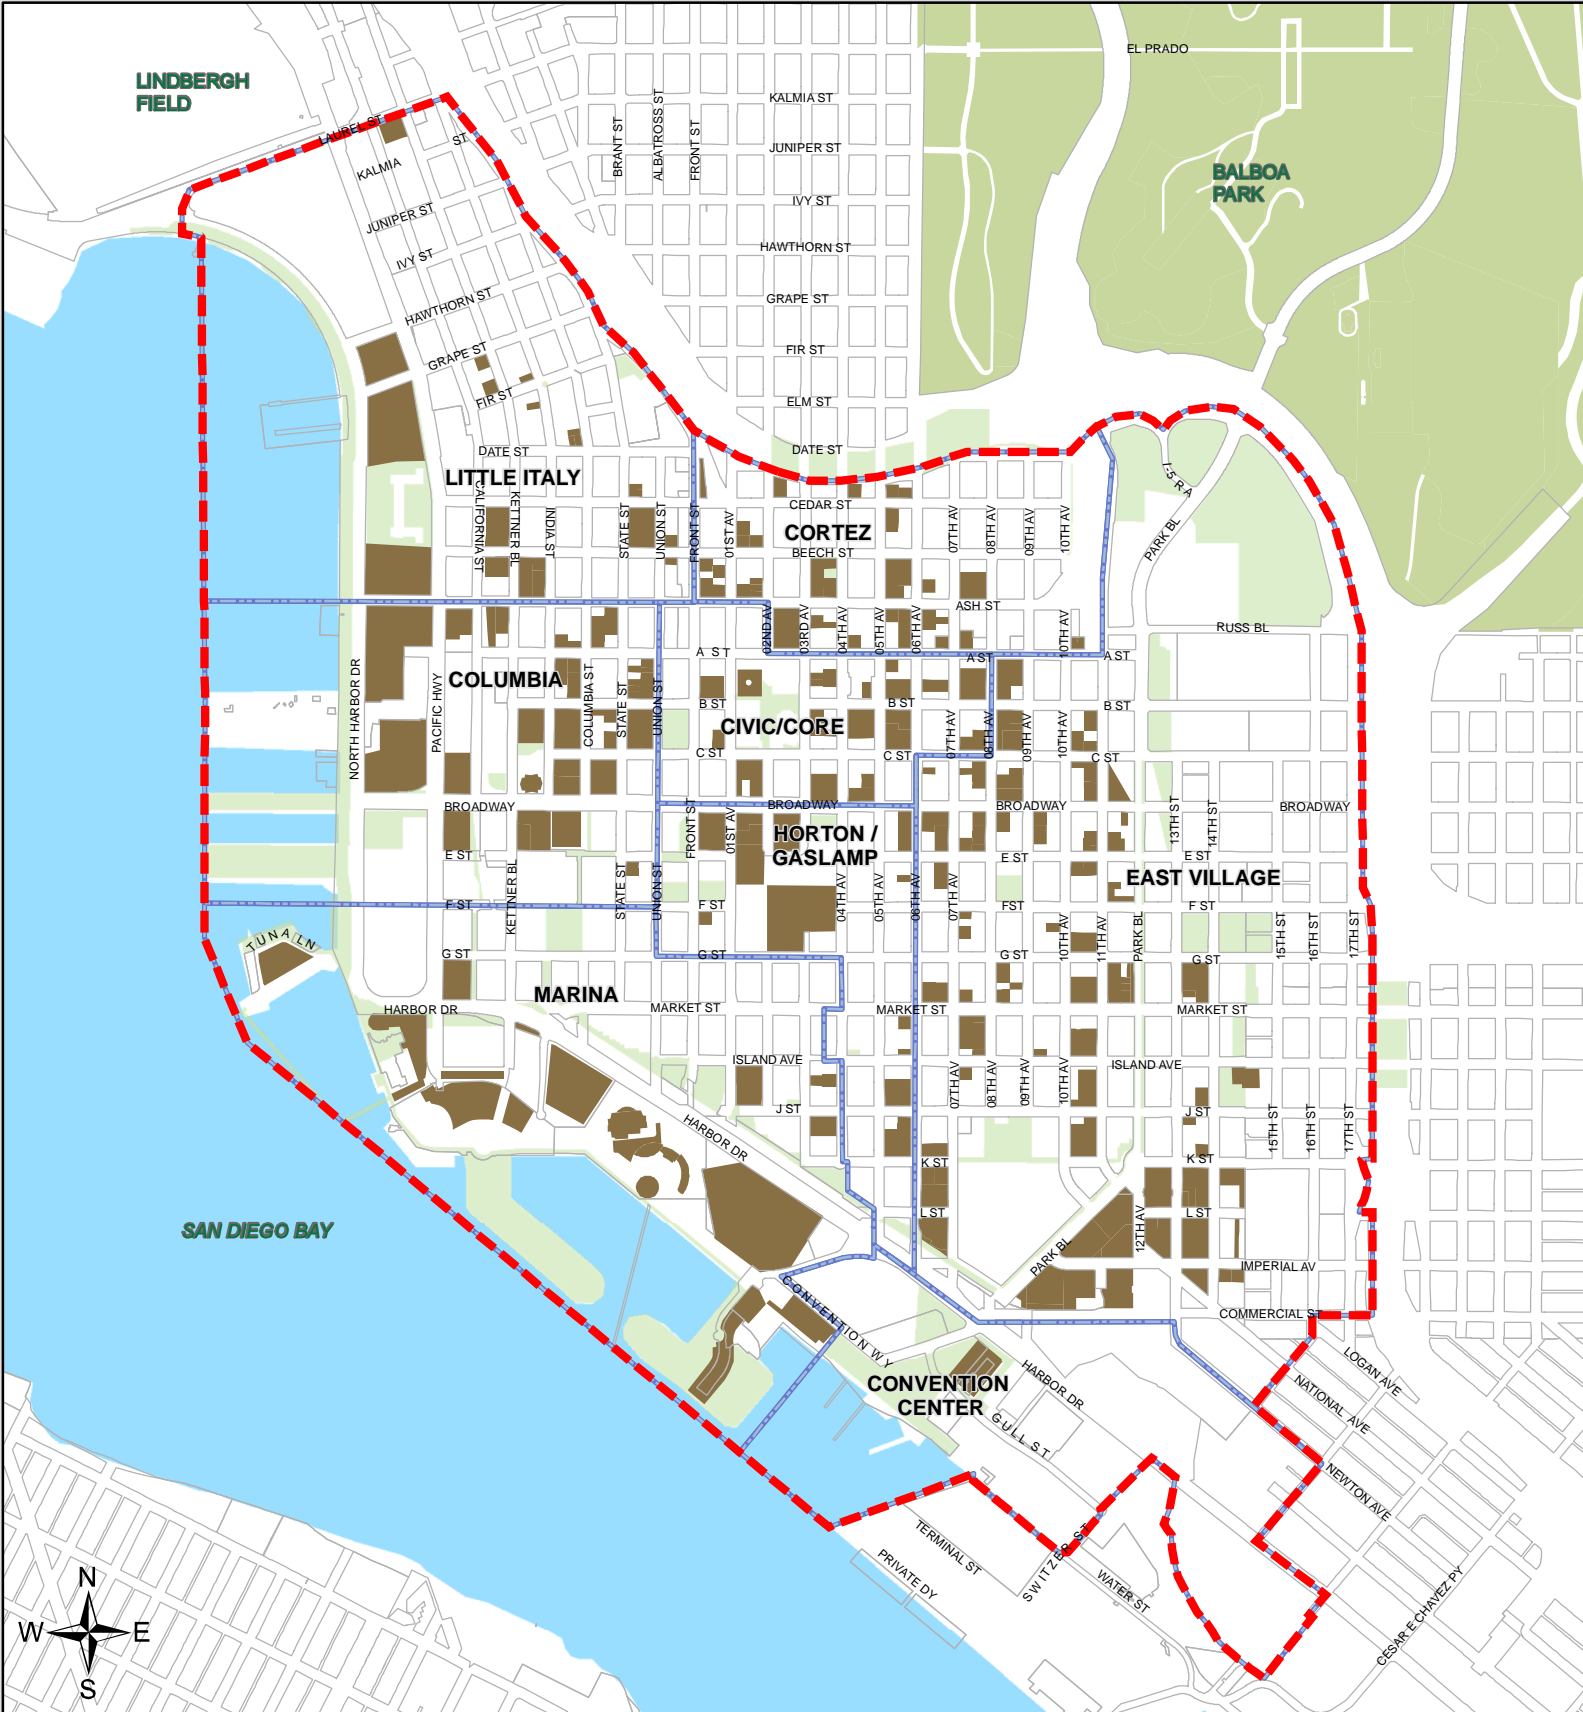 EL PRADO
LINDBERGH
FIELD
KALMIA ST
LAUREL ST
BRANT ST
ALBATROSS ST
FRONT ST
ST
JUNIPER ST
KALMIA
BALBOA
PARK
IVY ST
JUNIPER ST
HAWTHORN ST
IVY ST
GRAPE ST
HAWTHORN ST
FIR ST
GRAPE ST
ELM ST
FIR ST
DATE ST
DATE ST
LITTLE ITALY
I-5 RA
CEDAR ST
CALIFORNIA ST
KETTNER BL
INDIA ST
STATE ST
UNION ST
FRONT ST
01ST AV
CORTEZ
07TH AV
08TH AV
09TH AV
10TH AV
PARK BL
BEECH ST
ASH ST
02ND AV
03RD AV
04TH AV
05TH AV
06TH AV
10TH AV
RUSS BL
A ST
A ST
A ST
COLUMBIA
NORTH HARBOR DR
PACIFIC HWY
COLUMBIA ST
STATE ST
UNION ST
B ST
B ST
B ST
CIVIC/CORE
07TH AV
08TH AV
09TH AV
10TH AV
C ST
C ST
C ST
BROADWAY
BROADWAY
BROADWAY
BROADWAY
FRONT ST
01ST AV
13TH ST
14TH ST
HORTON /
GASLAMP
E ST
E ST
E ST
EAST VILLAGE
KETTNER BL
STATE ST
UNION ST
04TH AV
05TH AV
06TH AV
07TH AV
F ST
F ST
FST
F ST
10TH AV
11TH AV
PARK BL
15TH ST
16TH ST
17TH ST
TUNA LN
G ST
G ST
G ST
G ST
MARINA
HARBOR DR
MARKET ST
MARKET ST
MARKET ST
ISLAND AVE
ISLAND AVE
07TH AV
08TH AV
09TH AV
10TH AV
J ST
J ST
15TH ST
16TH ST
17TH ST
HARBOR DR
K ST
K ST
L ST
L ST
12TH AV
SAN DIEGO BAY
PARK BL
IMPERIAL AV
CONVENTION WY
COMMERCIAL ST
LOGAN AVE
HARBOR DR
NATIONAL AVE
CONVENTION
CENTER
GULL ST
NEWTON AVE
TERMINAL ST
SWITZER ST
PRIVATE DY
WATER ST
CESAR E CHAVEZ PY
N
W
E
S